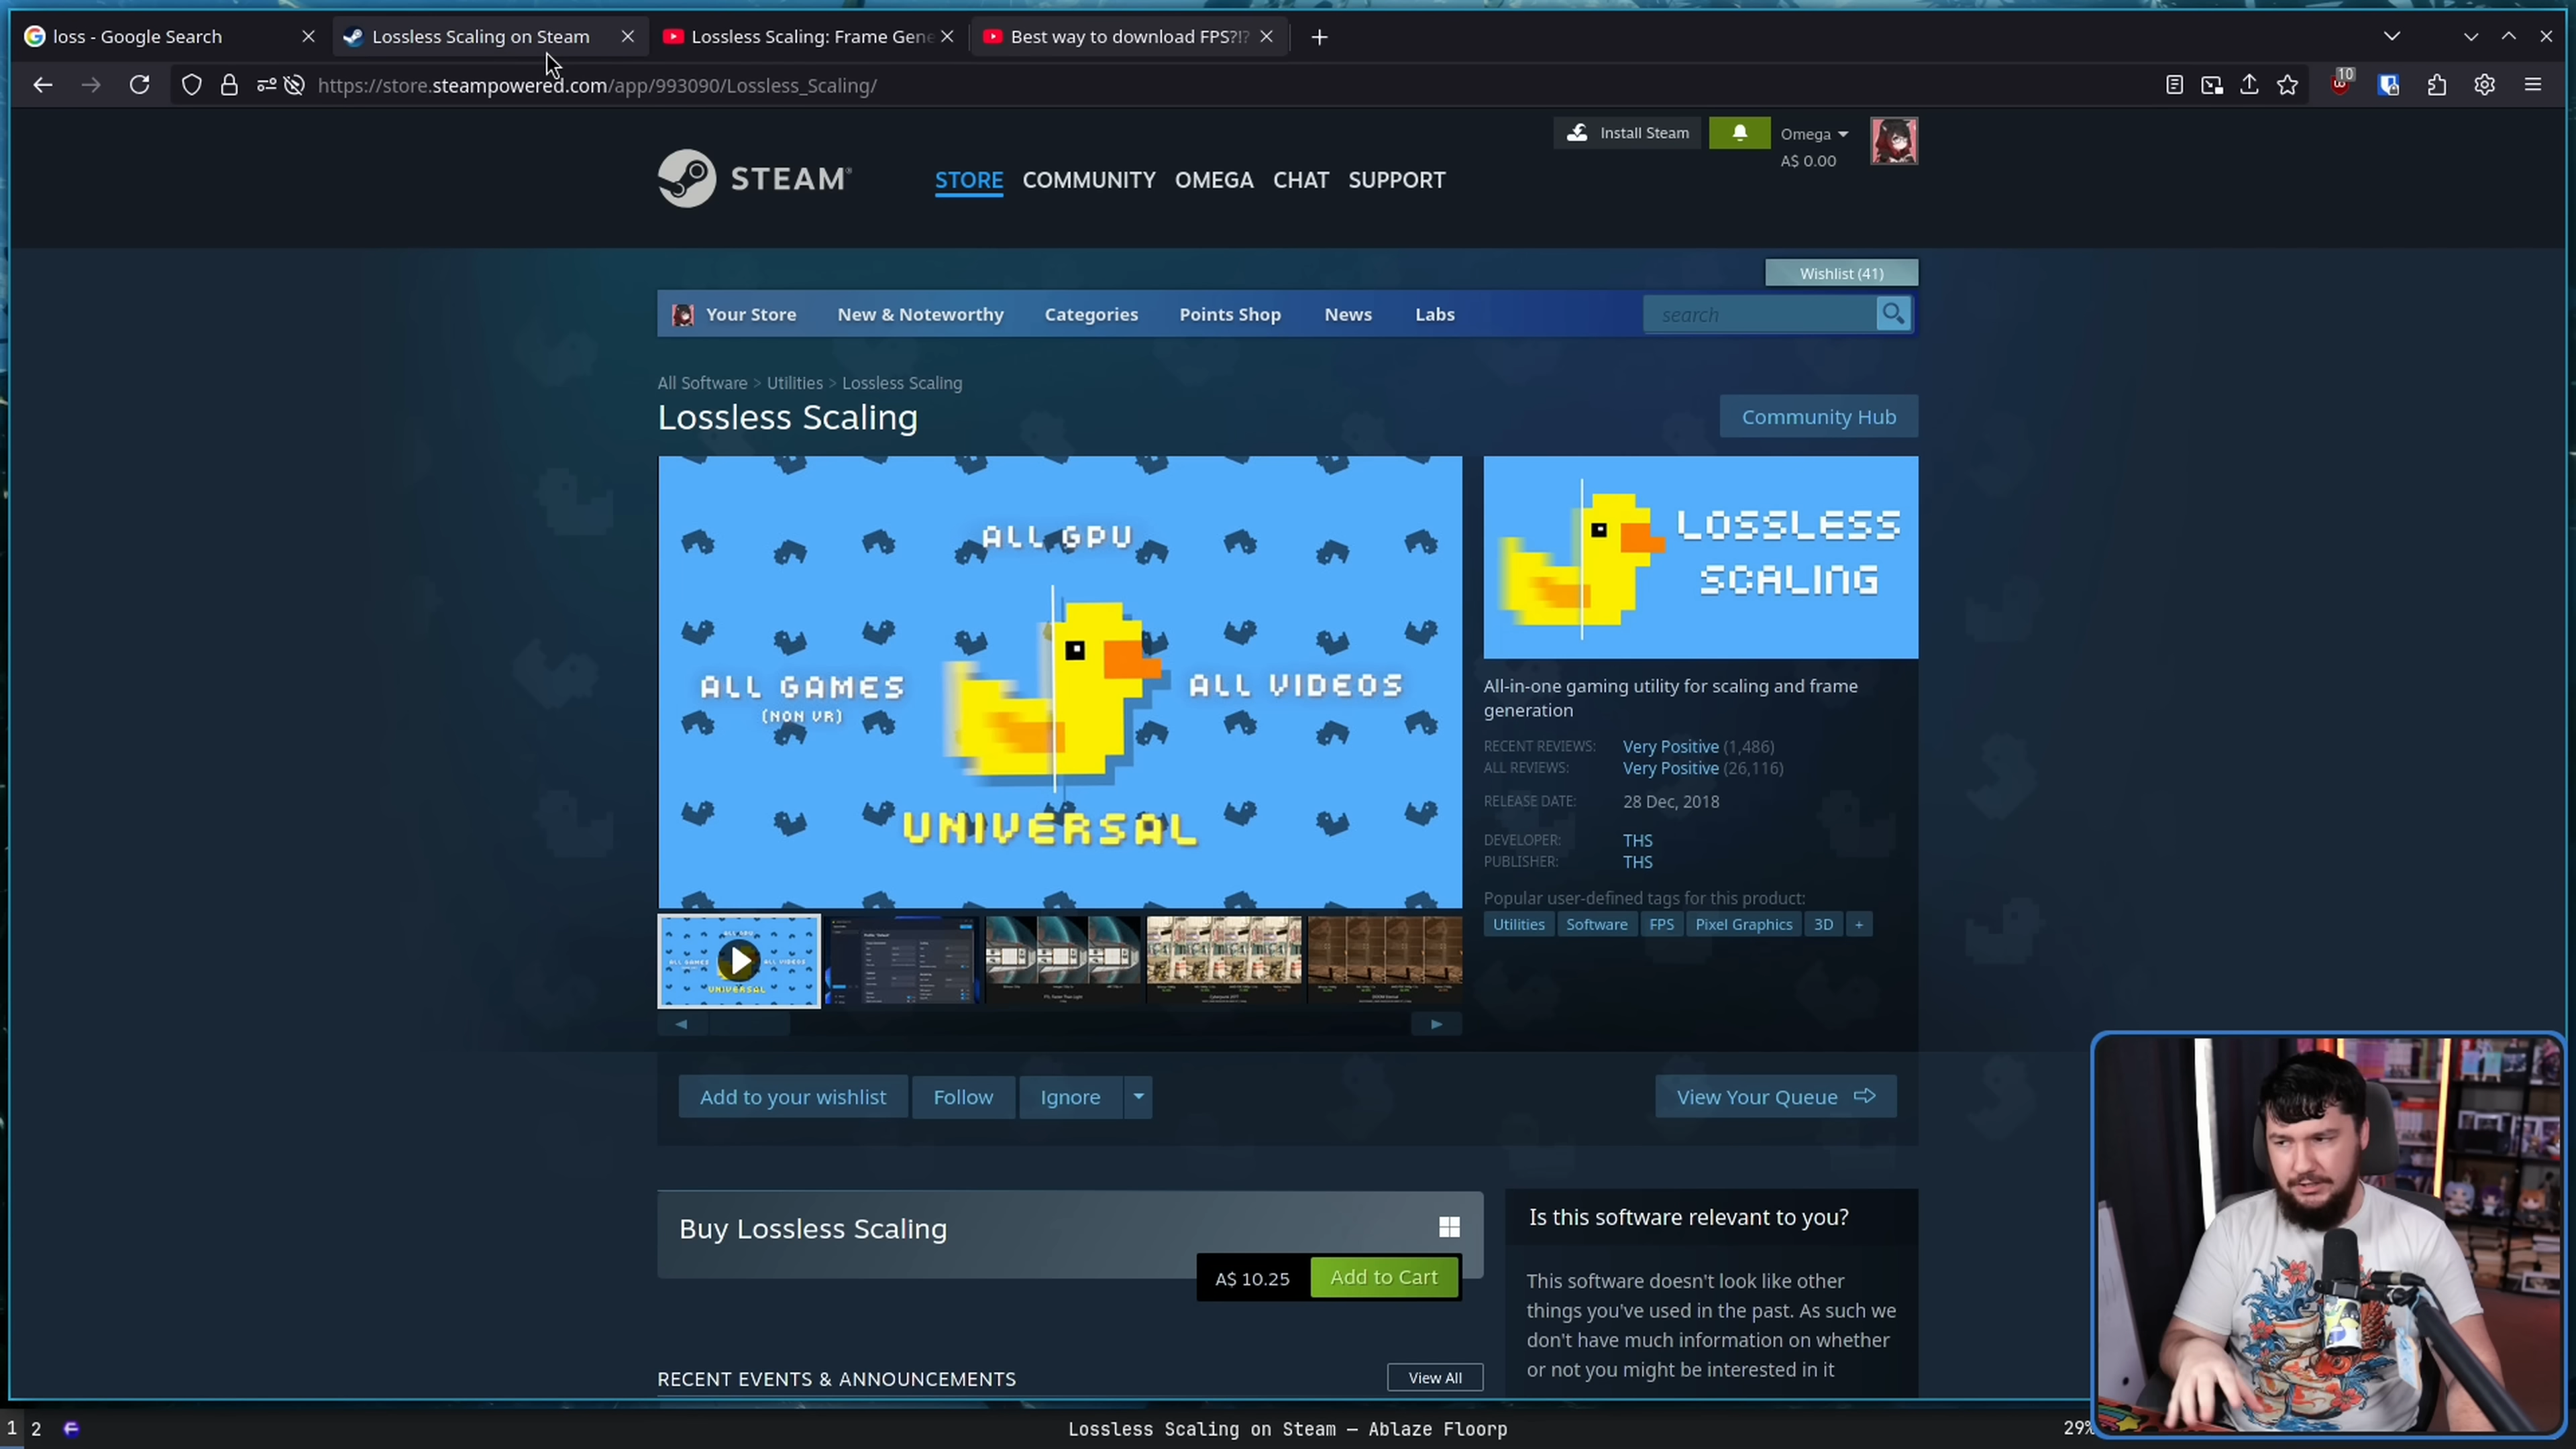 loss - Google Search
Lossless Scaling on Steam
Lossless Scaling: Frame Gene
Best way to download FPS?!?
https://store.steampowered.com/app/993090/Lossless_Scaling/
10
Install Steam
Omega
A$ 0.00
STEAM
STORE COMMUNITY OMEGA CHAT SUPPORT
Wishlist (41)
Your Store New & Noteworthy Categories Points Shop News Labs
search
All Software > Utilities > Lossless Scaling
Lossless Scaling
Community Hub
ALL GPU
ALL GAMES
(NON VR)
ALL VIDEOS
UNIVERSAL
LOSSLESS
SCALING
All-in-one gaming utility for scaling and frame
generation
RECENT REVIEWS: Very Positive (1,486)
ALL REVIEWS: Very Positive (26,116)
RELEASE DATE: 28 Dec, 2018
DEVELOPER: THS
PUBLISHER: THS
Popular user-defined tags for this product:
Utilities Software FPS Pixel Graphics 3D +
UNIVERSAL
Add to your wishlist Follow Ignore
View Your Queue
Buy Lossless Scaling
A$ 10.25 Add to Cart
Is this software relevant to you?
This software doesn't look like other
things you've used in the past. As such we
don't have much information on whether
or not you might be interested in it
RECENT EVENTS & ANNOUNCEMENTS
View All
1 2
Lossless Scaling on Steam — Ablaze Floorp
29%